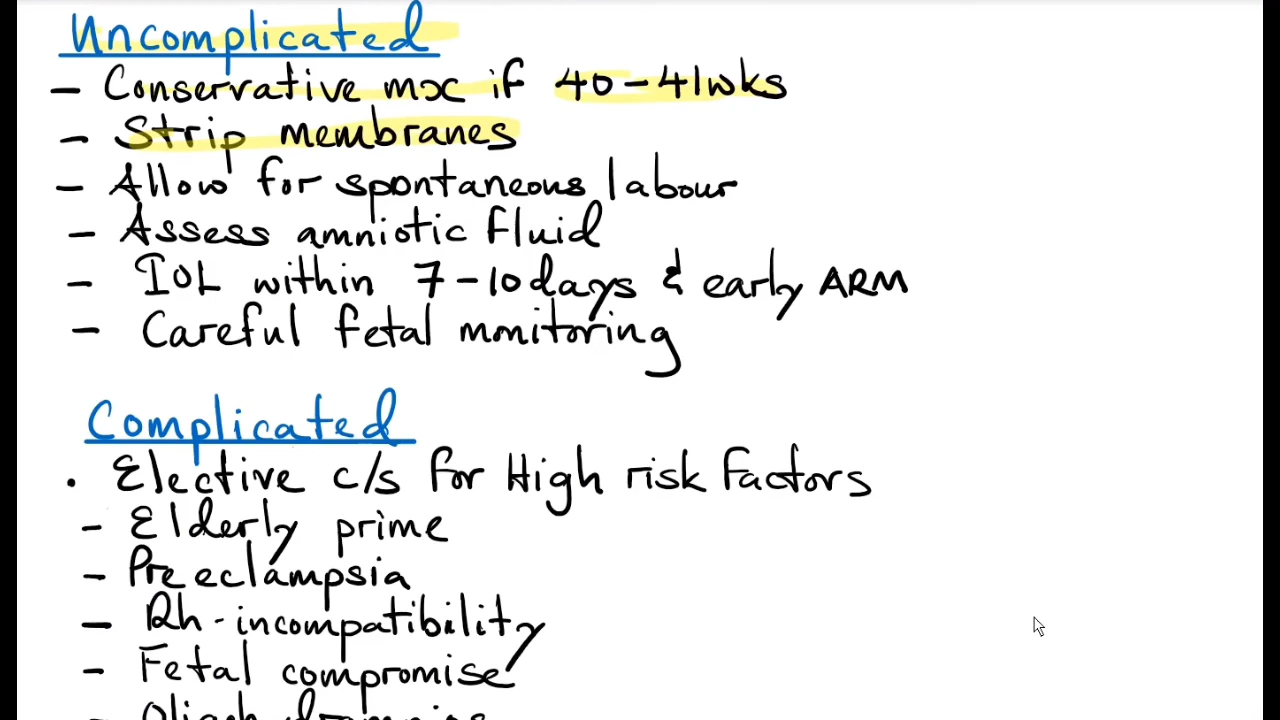 Uncomplicated
- Conservative mx if 40-41wks
- Strip membranes
- Allow for spontaneous labour
- Assess amniotic fluid
- IOL within 7-10days & early ARM
- Careful fetal monitoring
Complicated
. Elective c/s for High risk factors
- Elderly prime
- Preeclampsia
- Rh-incompatibility
- Fetal compromise